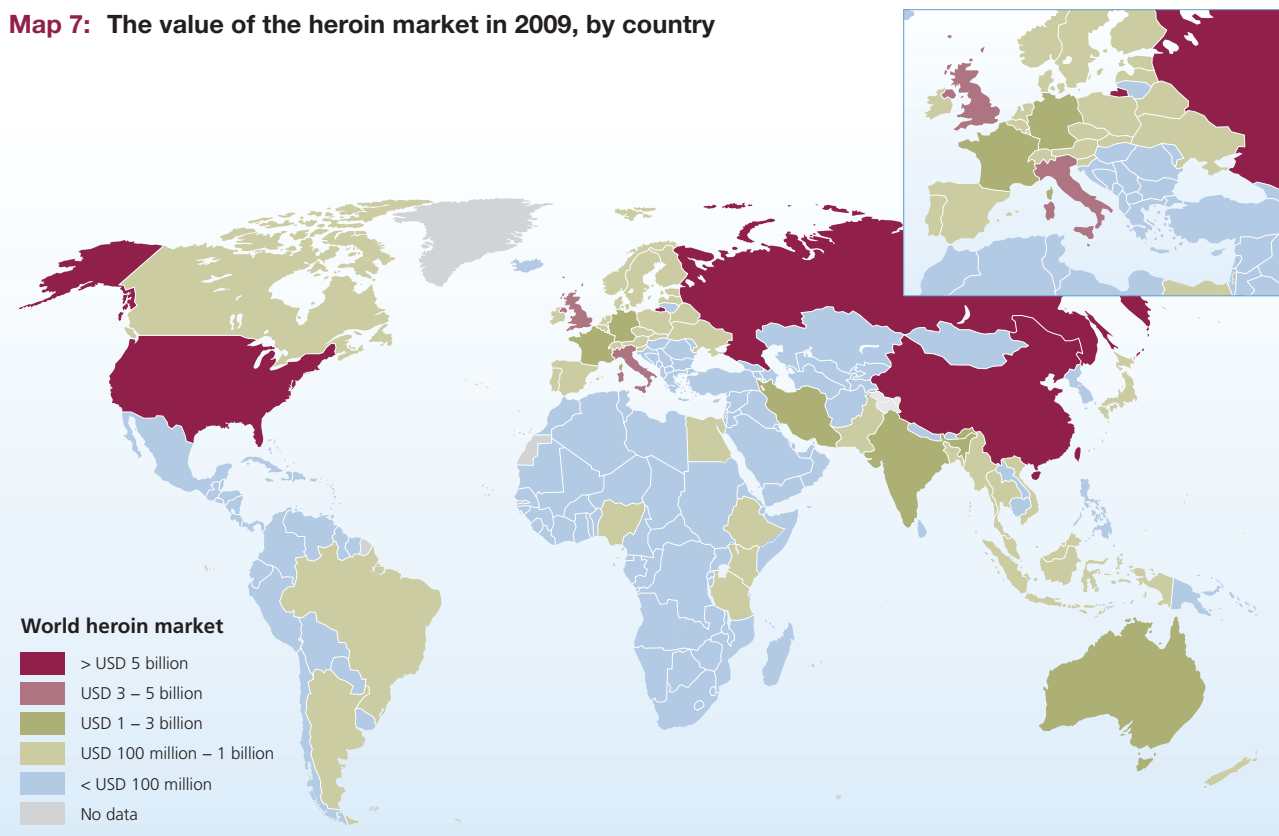 Map 7: The value of the heroin market in 2009, by country
World heroin market
> USD 5 billion
USD 3 – 5 billion
USD 1 – 3 billion
USD 100 million – 1 billion
< USD 100 million
No data